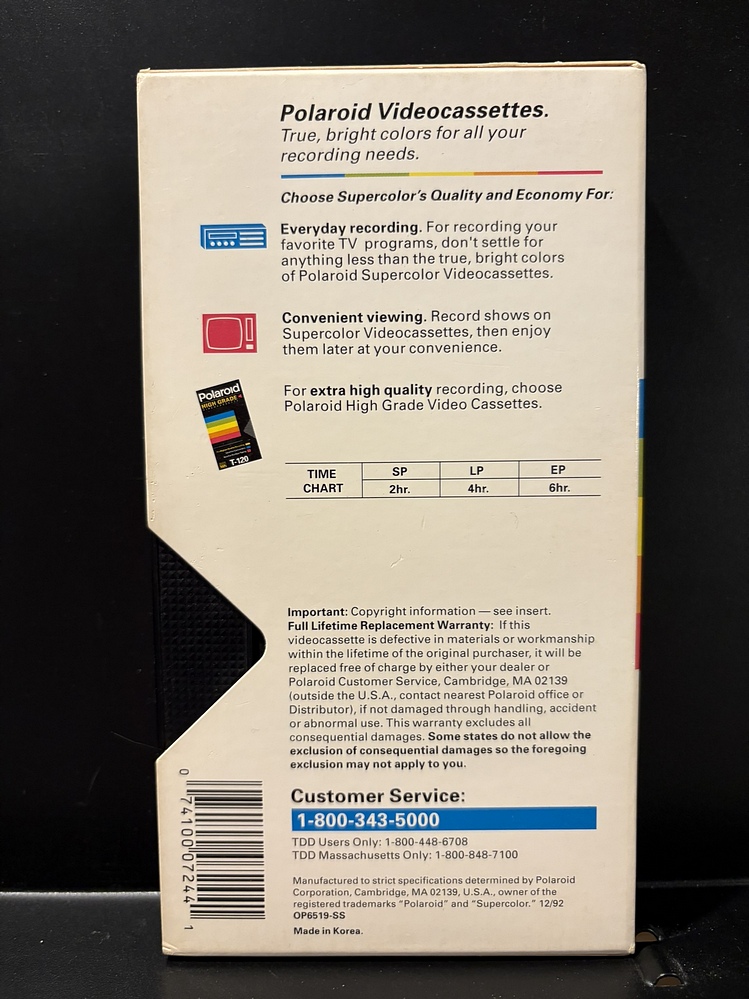 Polaroid Videocassettes.
True, bright colors for all your
recording needs.
Choose Supercolor's Quality and Economy For:
Everyday recording. For recording your
favorite TV programs, don't settle for
anything less than the true, bright colors
of Polaroid Supercolor Videocassettes.
Convenient viewing. Record shows on
Supercolor Videocassettes, then enjoy
them later at your convenience.
Polaroid
HIGH GRADE
T-120
For extra high quality recording, choose
Polaroid High Grade Video Cassettes.
TIME CHART SP LP EP
2hr. 4hr. 6hr.
Important: Copyright information — see insert.
Full Lifetime Replacement Warranty: If this
videocassette is defective in materials or workmanship
within the lifetime of the original purchaser, it will be
replaced free of charge by either your dealer or
Polaroid Customer Service, Cambridge, MA 02139
(outside the U.S.A., contact nearest Polaroid office or
Distributor), if not damaged through handling, accident
or abnormal use. This warranty excludes all
consequential damages. Some states do not allow the
exclusion of consequential damages so the foregoing
exclusion may not apply to you.
0 74100 07244 1
Customer Service:
1-800-343-5000
TDD Users Only: 1-800-448-6708
TDD Massachusetts Only: 1-800-848-7100
Manufactured to strict specifications determined by Polaroid
Corporation, Cambridge, MA 02139, U.S.A., owner of the
registered trademarks "Polaroid" and "Supercolor." 12/92
OP6519-SS
Made in Korea.